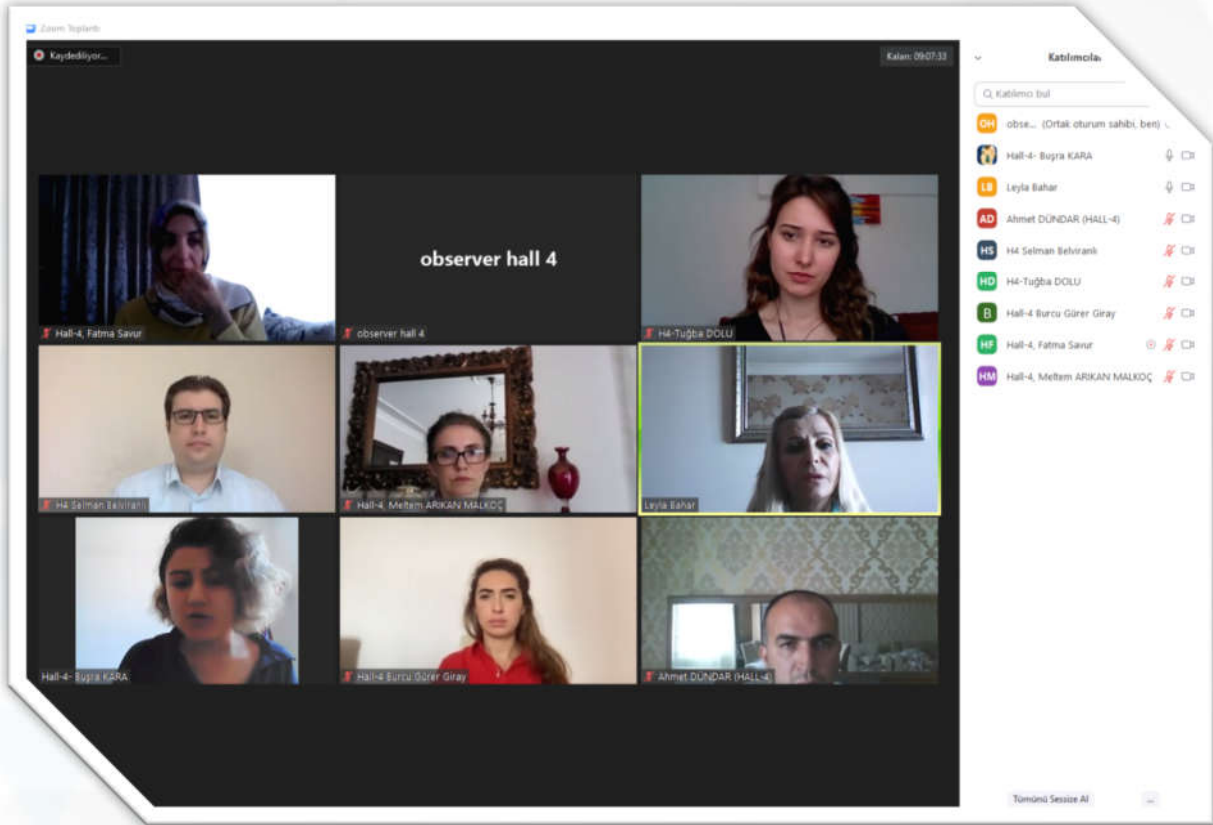 Zoom Toplantı
Kaydediliyor...
Kalan: 09:07:33
Hall-4, Fatma Savur
observer hall 4
observer hall 4
H4-Tuğba DOLU
H4 Selman Belviranlı
Hall-4, Meltem ARIKAN MALKOÇ
Leyla Bahar
Hall-4- Buşra KARA
Hall-4 Burcu Gürer Giray
Ahmet DÜNDAR (HALL-4)
Katılımcıla
Katılımcı bul
OH obse... (Ortak oturum sahibi, ben)
Hall-4- Buşra KARA
LB Leyla Bahar
AD Ahmet DÜNDAR (HALL-4)
HS H4 Selman Belviranlı
HD H4-Tuğba DOLU
B Hall-4 Burcu Gürer Giray
HF Hall-4, Fatma Savur
HM Hall-4, Meltem ARIKAN MALKOÇ
Tümünü Sessize Al
...